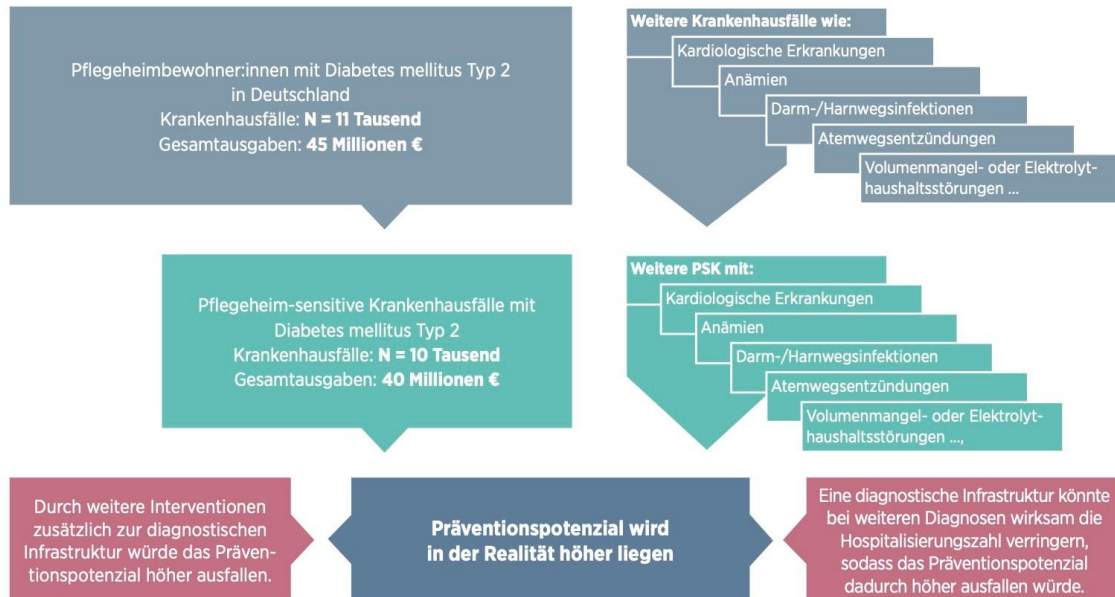 Pflegeheimbewohner:innen mit Diabetes mellitus Typ 2
in Deutschland
Krankenhausfälle: N = 11 Tausend
Gesamtausgaben: 45 Millionen €
Weitere Krankenhausfälle wie:
Kardiologische Erkrankungen
Anämien
Darm-/Harnwegsinfektionen
Atemwegsentzündungen
Volumenmangel- oder Elektrolyt-
haushaltsstörungen ...
Pflegeheim-sensitive Krankenhausfälle mit
Diabetes mellitus Typ 2
Krankenhausfälle: N = 10 Tausend
Gesamtausgaben: 40 Millionen €
Weitere PSK mit:
Kardiologische Erkrankungen
Anämien
Darm-/Harnwegsinfektionen
Atemwegsentzündungen
Volumenmangel- oder Elektrolyt-
haushaltsstörungen ...,
Durch weitere Interventionen
zusätzlich zur diagnostischen
Infrastruktur würde das Präven-
tionspotenzial höher ausfallen.
Präventionspotenzial wird
in der Realität höher liegen
Eine diagnostische Infrastruktur könnte
bei weiteren Diagnosen wirksam die
Hospitalisierungszahl verringern,
sodass das Präventionspotenzial
dadurch höher ausfallen würde.